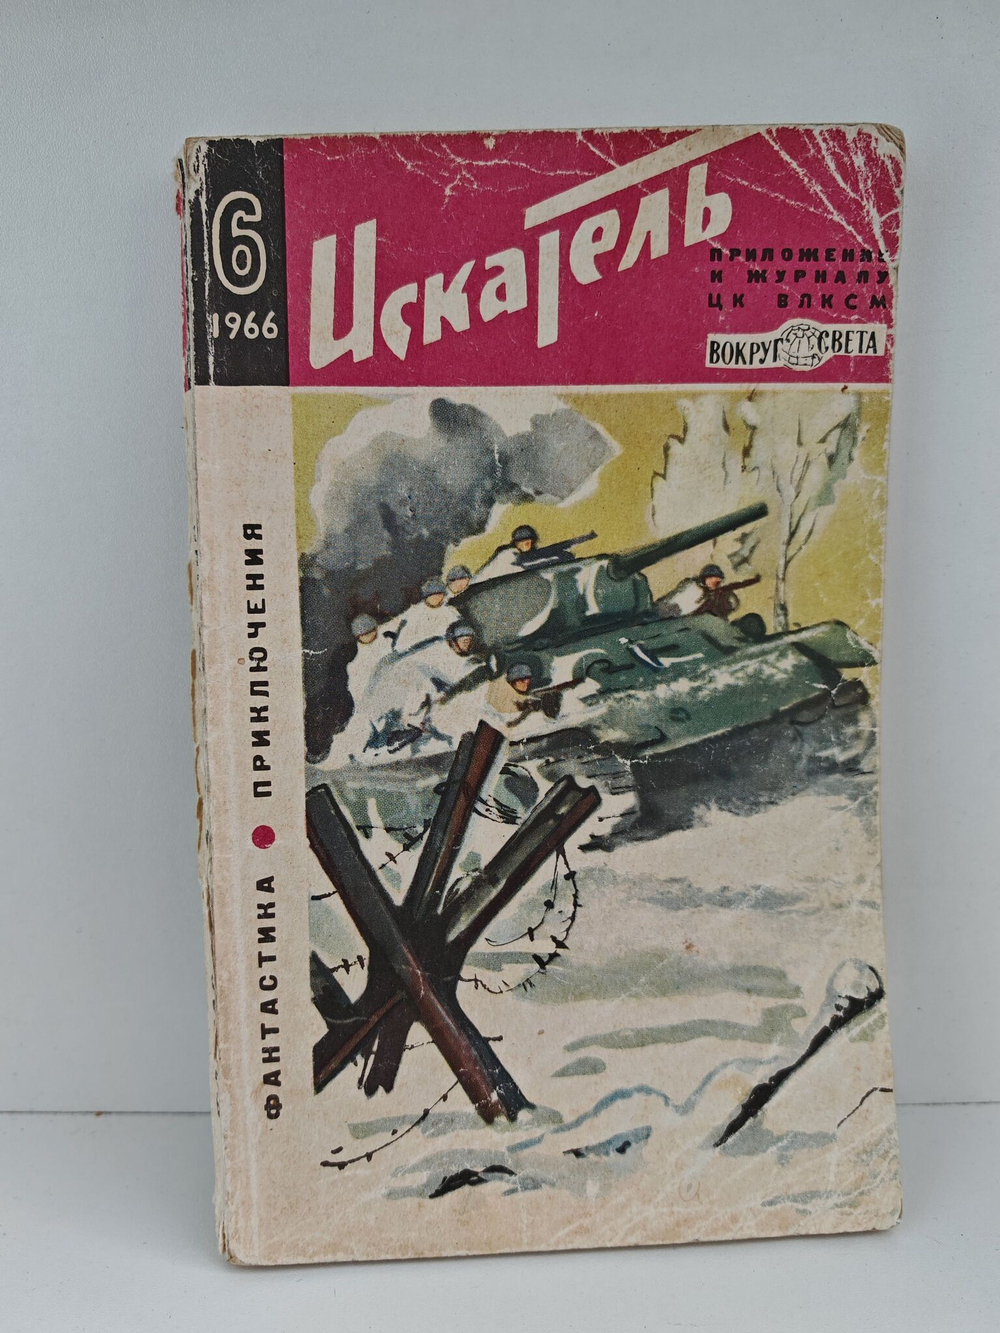 6
1966
Искатель
ПРИЛОЖЕНИЕ
К ЖУРНАЛУ
ЦК ВЛКСМ
ВОКРУГ СВЕТА
ФАНТАСТИКА ● ПРИКЛЮЧЕНИЯ